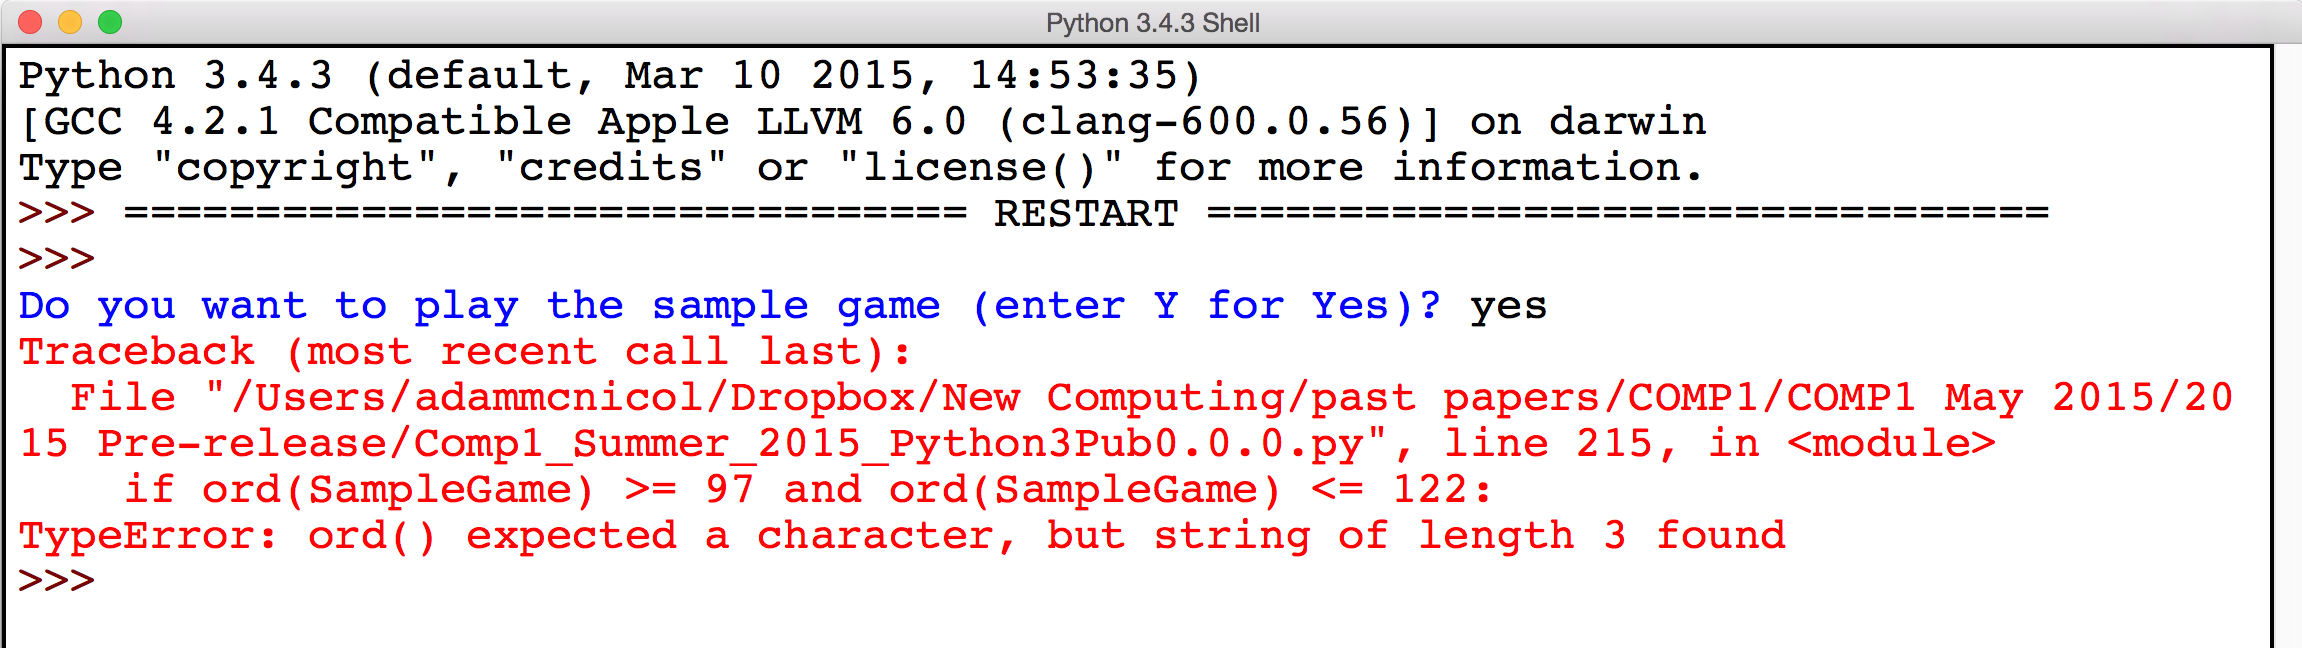 Python 3.4.3 Shell
Python 3.4.3 (default, Mar 10 2015, 14:53:35)
[GCC 4.2.1 Compatible Apple LLVM 6.0 (clang-600.0.56)] on darwin
Type "copyright", "credits" or "license()" for more information.
>>> ================================ RESTART ================================
>>>
Do you want to play the sample game (enter Y for Yes)? yes
Traceback (most recent call last):
  File "/Users/adammcnicol/Dropbox/New Computing/past papers/COMP1/COMP1 May 2015/20
15 Pre-release/Comp1_Summer_2015_Python3Pub0.0.0.py", line 215, in <module>
    if ord(SampleGame) >= 97 and ord(SampleGame) <= 122:
TypeError: ord() expected a character, but string of length 3 found
>>>